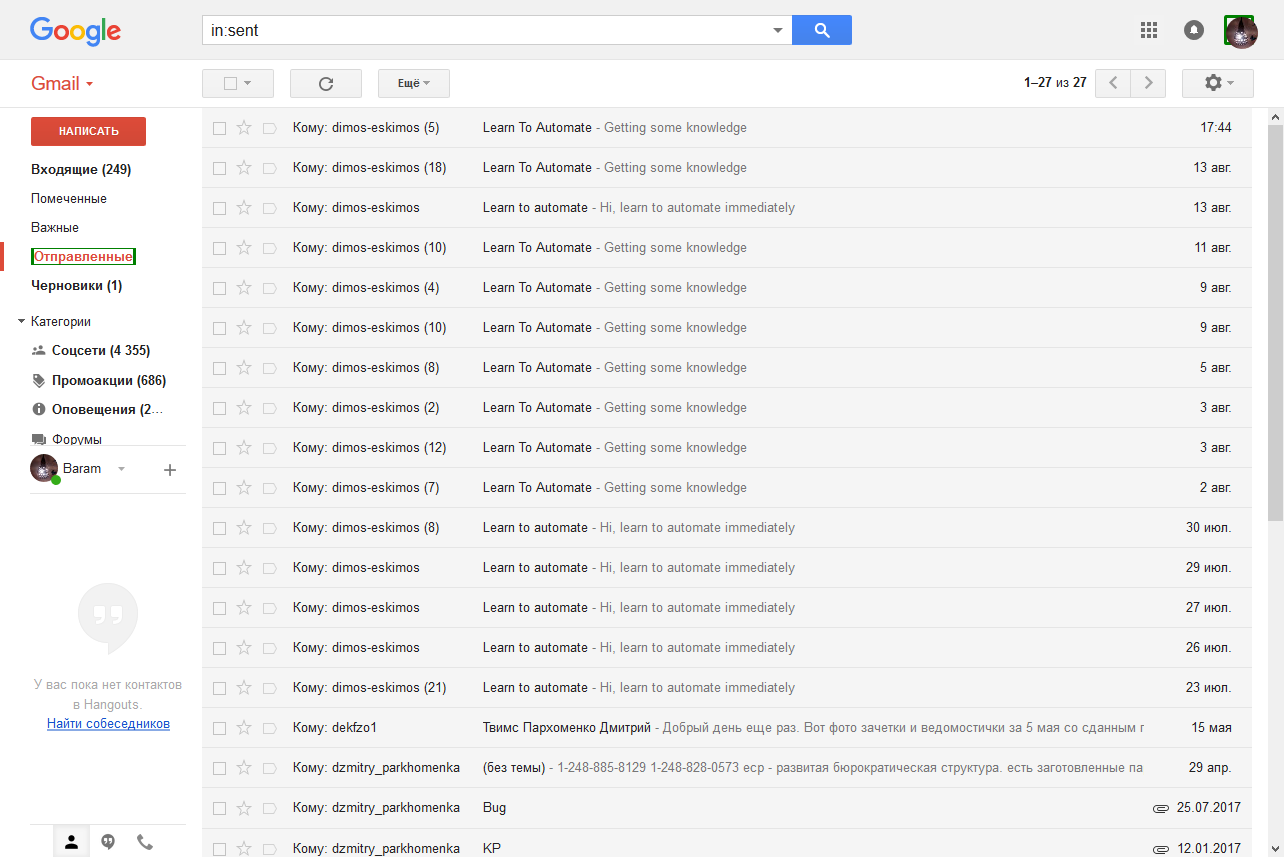 Google
in:sent
Gmail
Ещё
1–27 из 27
НАПИСАТЬ
Входящие (249)
Помеченные
Важные
Отправленные
Черновики (1)
Категории
Соцсети (4 355)
Промоакции (686)
Оповещения (2…
Форумы
Baram
У вас пока нет контактов
в Hangouts.
Найти собеседников
Кому: dimos-eskimos (5) Learn To Automate - Getting some knowledge 17:44
Кому: dimos-eskimos (18) Learn To Automate - Getting some knowledge 13 авг.
Кому: dimos-eskimos Learn to automate - Hi, learn to automate immediately 13 авг.
Кому: dimos-eskimos (10) Learn To Automate - Getting some knowledge 11 авг.
Кому: dimos-eskimos (4) Learn To Automate - Getting some knowledge 9 авг.
Кому: dimos-eskimos (10) Learn To Automate - Getting some knowledge 9 авг.
Кому: dimos-eskimos (8) Learn To Automate - Getting some knowledge 5 авг.
Кому: dimos-eskimos (2) Learn To Automate - Getting some knowledge 3 авг.
Кому: dimos-eskimos (12) Learn To Automate - Getting some knowledge 3 авг.
Кому: dimos-eskimos (7) Learn To Automate - Getting some knowledge 2 авг.
Кому: dimos-eskimos (8) Learn to automate - Hi, learn to automate immediately 30 июл.
Кому: dimos-eskimos Learn to automate - Hi, learn to automate immediately 29 июл.
Кому: dimos-eskimos Learn to automate - Hi, learn to automate immediately 27 июл.
Кому: dimos-eskimos Learn to automate - Hi, learn to automate immediately 26 июл.
Кому: dimos-eskimos (21) Learn to automate - Hi, learn to automate immediately 23 июл.
Кому: dekfzo1 Твимс Пархоменко Дмитрий - Добрый день еще раз. Вот фото зачетки и ведомостички за 5 мая со сданным г 15 мая
Кому: dzmitry_parkhomenka (без темы) - 1-248-885-8129 1-248-828-0573 еср - развитая бюрократическая структура. есть заготовленные па 29 апр.
Кому: dzmitry_parkhomenka Bug 25.07.2017
Кому: dzmitry_parkhomenka КР 12.01.2017